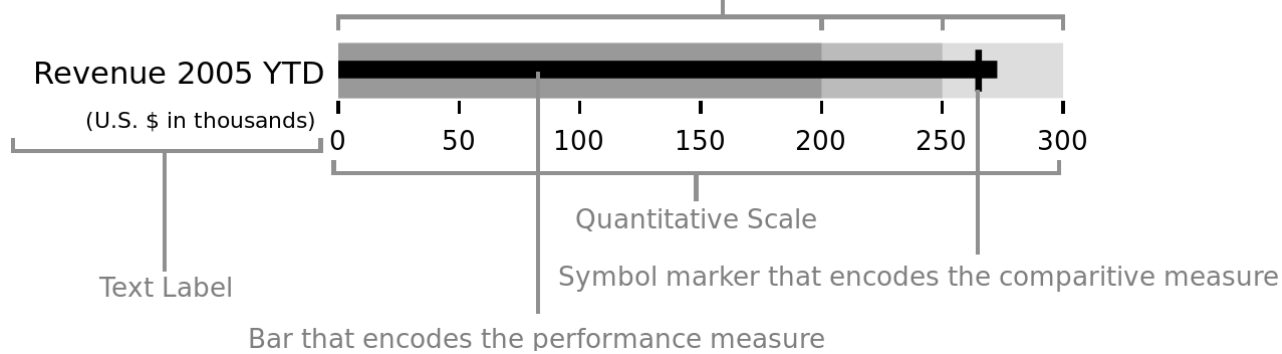 Revenue 2005 YTD
(U.S. $ in thousands)
0 50 100 150 200 250 300
Quantitative Scale
Symbol marker that encodes the comparitive measure
Text Label
Bar that encodes the performance measure